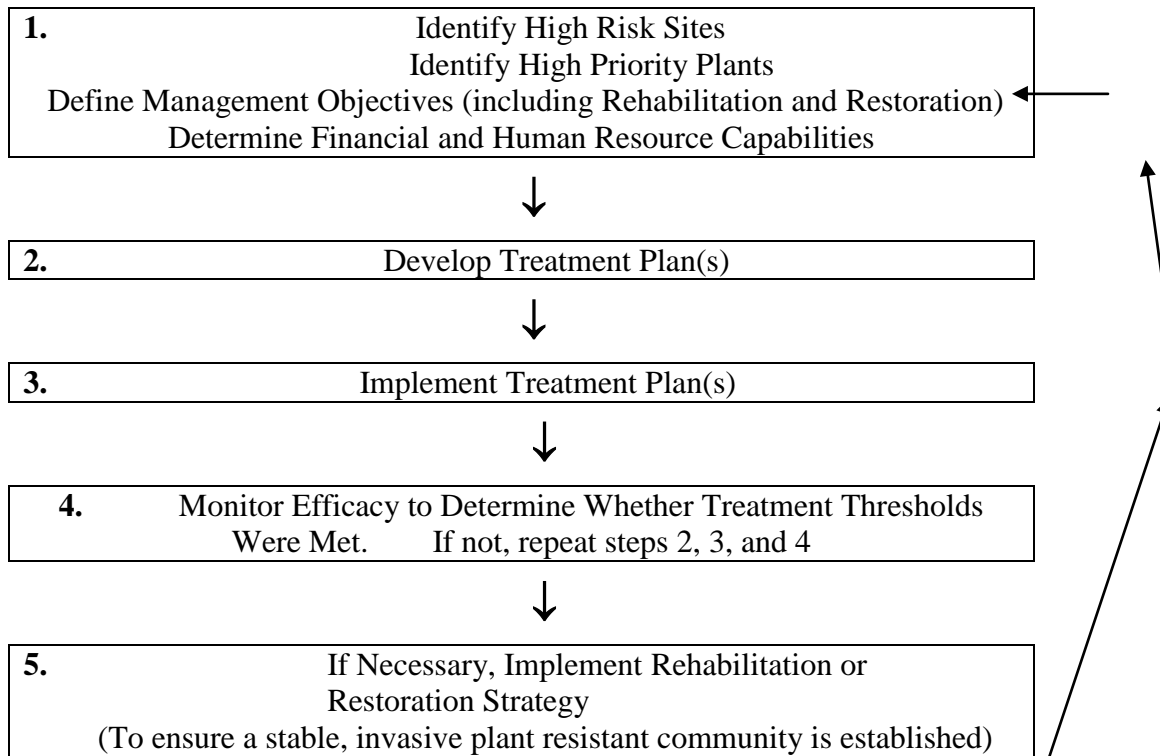 1. Identify High Risk Sites
Identify High Priority Plants
Define Management Objectives (including Rehabilitation and Restoration)
Determine Financial and Human Resource Capabilities
2. Develop Treatment Plan(s)
3. Implement Treatment Plan(s)
4. Monitor Efficacy to Determine Whether Treatment Thresholds
Were Met. If not, repeat steps 2, 3, and 4
5. If Necessary, Implement Rehabilitation or
Restoration Strategy
(To ensure a stable, invasive plant resistant community is established)